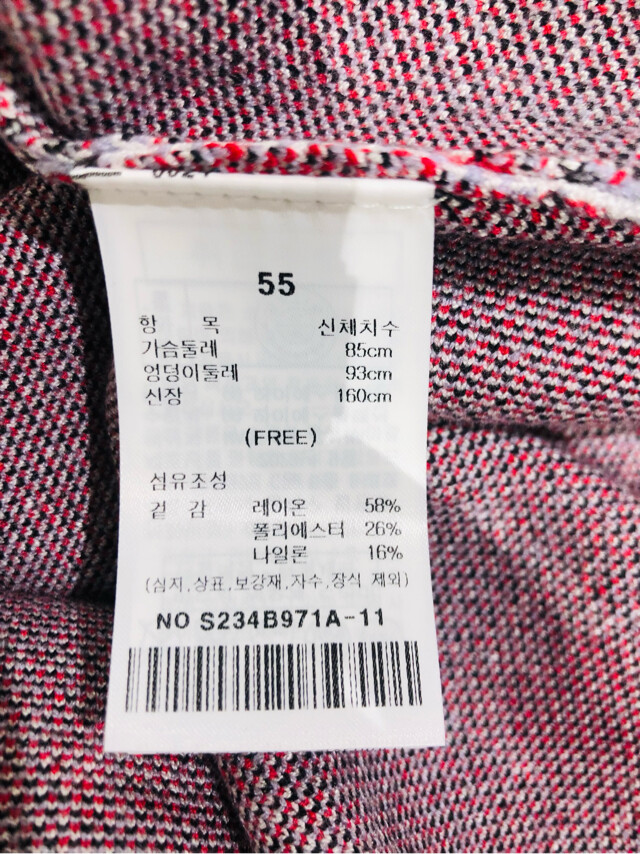 55
항 목 신체치수
가슴둘레 85cm
엉덩이둘레 93cm
신장 160cm
(FREE)
섬유조성
겉 감 레이온 58%
폴리에스터 26%
나일론 16%
(심지,상표,보강재,자수,장식 제외)
NO S234B971A-11